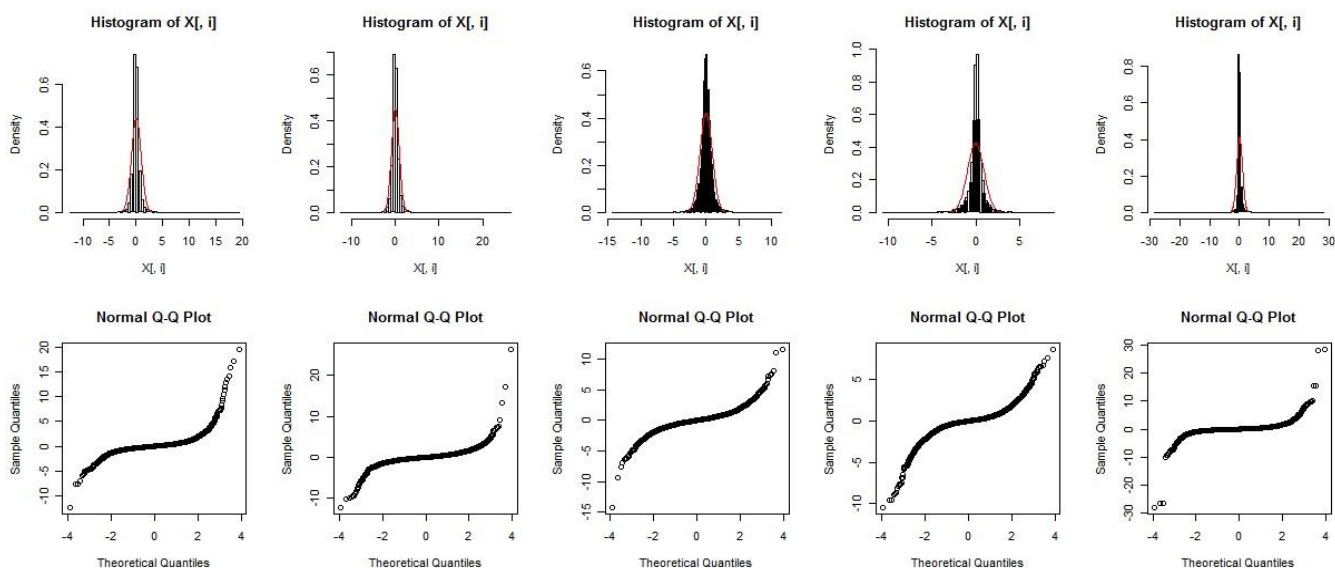 Histogram of X[, i] Histogram of X[, i] Histogram of X[, i] Histogram of X[, i] Histogram of X[, i]
Density Density Density Density Density
0.0 0.2 0.4 0.6 0.0 0.2 0.4 0.6 0.0 0.2 0.4 0.6 0.0 0.2 0.4 0.6 0.8 1.0 0.0 0.2 0.4 0.6 0.8
-10 -5 0 5 10 15 20 -10 0 10 20 -15 -10 -5 0 5 10 -10 -5 0 5 -30 -20 -10 0 10 20 30
X[, i] X[, i] X[, i] X[, i] X[, i]
Normal Q-Q Plot Normal Q-Q Plot Normal Q-Q Plot Normal Q-Q Plot Normal Q-Q Plot
Sample Quantiles Sample Quantiles Sample Quantiles Sample Quantiles Sample Quantiles
-10 -5 0 5 10 15 20 -10 0 10 20 -15 -10 -5 0 5 10 -10 -5 0 5 -30 -20 -10 0 10 20 30
-4 -2 0 2 4 -4 -2 0 2 4 -4 -2 0 2 4 -4 -2 0 2 4 -4 -2 0 2 4
Theoretical Quantiles Theoretical Quantiles Theoretical Quantiles Theoretical Quantiles Theoretical Quantiles